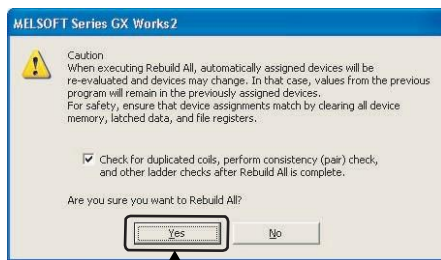 MELSOFT Series GX Works2
Caution
When executing Rebuild All, automatically assigned devices will be
re-evaluated and devices may change. In that case, values from the previous
program will remain in the previously assigned devices.
For safety, ensure that device assignments match by clearing all device
memory, latched data, and file registers.
Check for duplicated coils, perform consistency (pair) check,
and other ladder checks after Rebuild All is complete.
Are you sure you want to Rebuild All?
Yes No